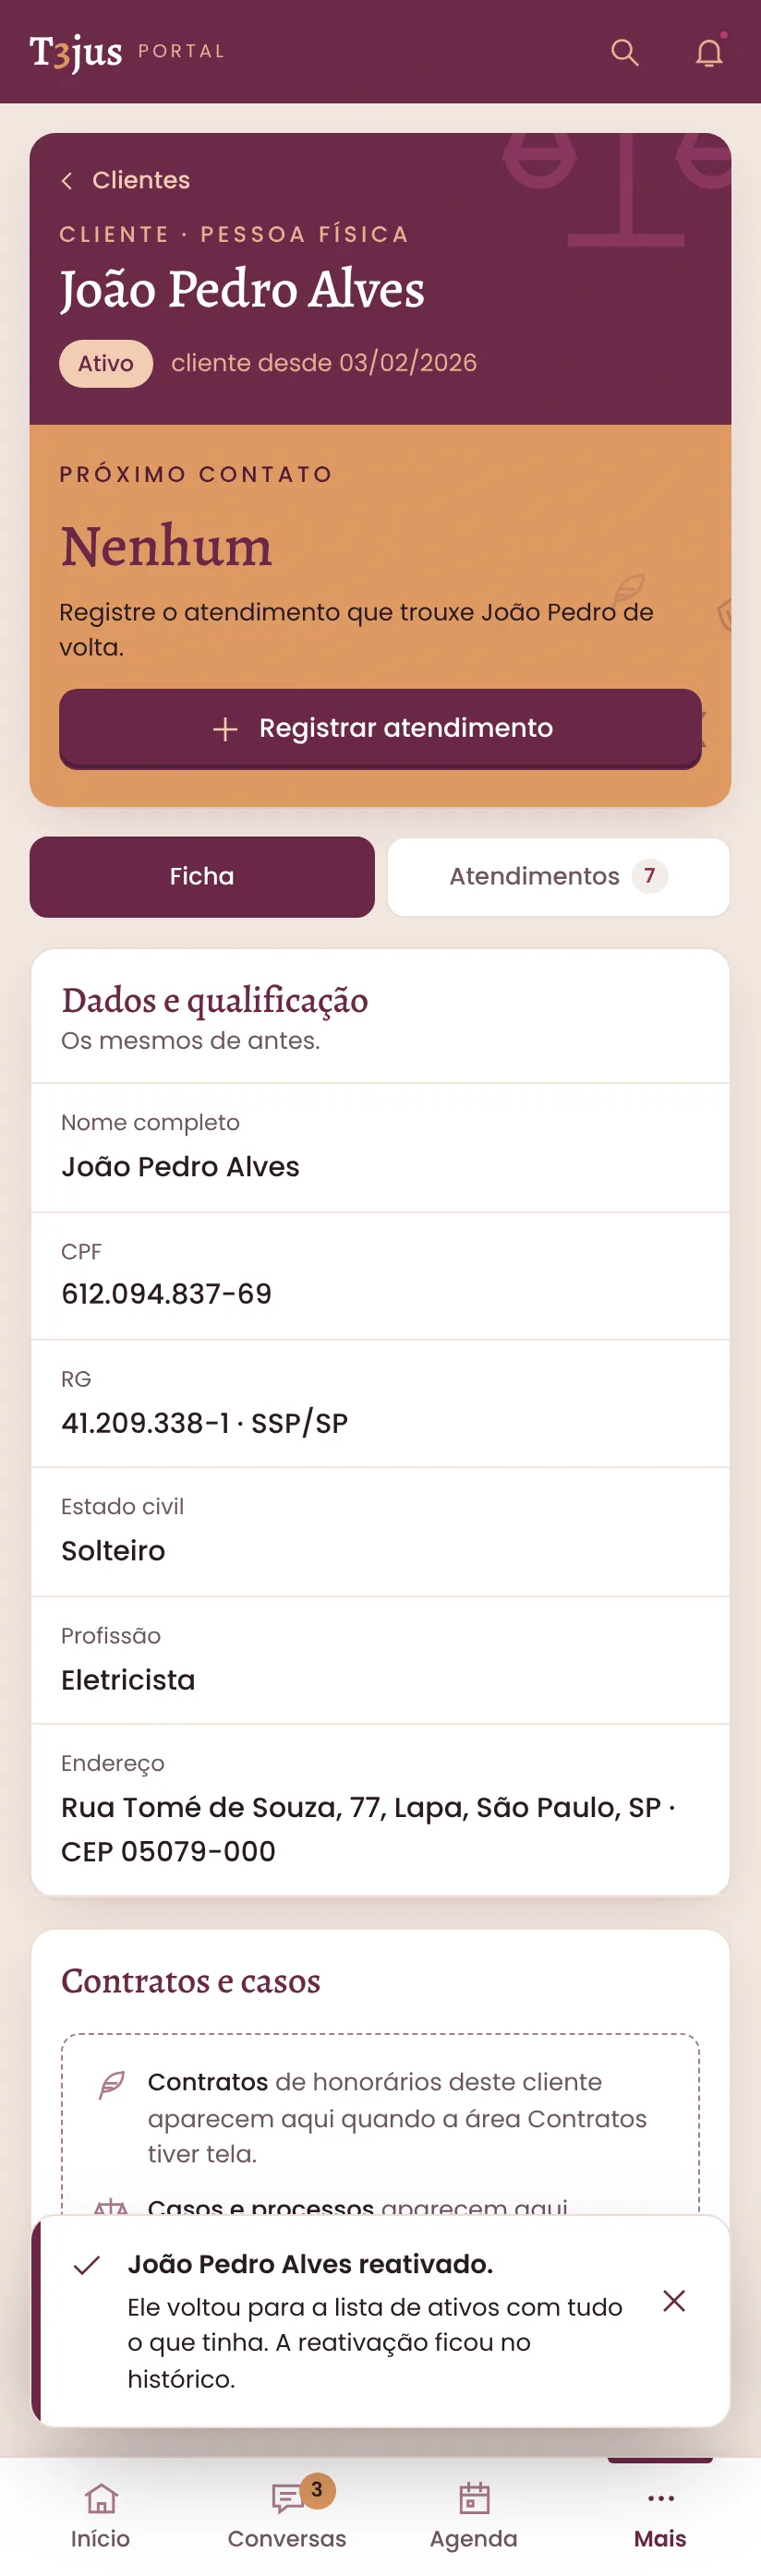 T3jus PORTAL
Clientes
CLIENTE · PESSOA FÍSICA
João Pedro Alves
Ativo cliente desde 03/02/2026
PRÓXIMO CONTATO
Nenhum
Registre o atendimento que trouxe João Pedro de
volta.
Registrar atendimento
Ficha
Atendimentos 7
Dados e qualificação
Os mesmos de antes.
Nome completo
João Pedro Alves
CPF
612.094.837-69
RG
41.209.338-1 · SSP/SP
Estado civil
Solteiro
Profissão
Eletricista
Endereço
Rua Tomé de Souza, 77, Lapa, São Paulo, SP ·
CEP 05079-000
Contratos e casos
Contratos de honorários deste cliente
aparecem aqui quando a área Contratos
tiver tela.
Casos e processos aparecem aqui
João Pedro Alves reativado.
Ele voltou para a lista de ativos com tudo
o que tinha. A reativação ficou no
histórico.
3
Início
Conversas
Agenda
Mais